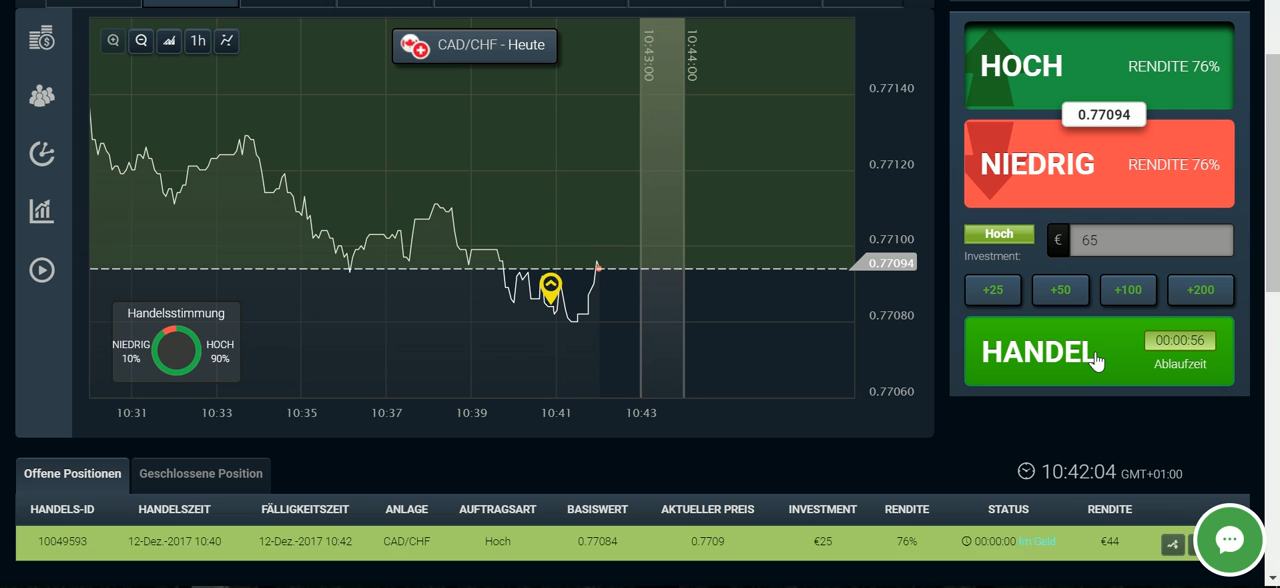 1h
CAD/CHF - Heute
10:43:00
10:44:00
0.77140
0.77120
0.77100
0.77094
0.77080
0.77060
Handelsstimmung
NIEDRIG
10%
HOCH
90%
10:31
10:33
10:35
10:37
10:39
10:41
10:43
HOCH
RENDITE 76%
0.77094
NIEDRIG
RENDITE 76%
Hoch
Investment:
€ 65
+25
+50
+100
+200
HANDEL
00:00:56
Ablaufzeit
Offene Positionen
Geschlossene Position
10:42:04 GMT+01:00
HANDELS-ID HANDELSZEIT FÄLLIGKEITSZEIT ANLAGE AUFTRAGSART BASISWERT AKTUELLER PREIS INVESTMENT RENDITE STATUS RENDITE
10049593 12-Dez.-2017 10:40 12-Dez.-2017 10:42 CAD/CHF Hoch 0.77084 0.7709 €25 76% 00:00:00 Im Geld €44